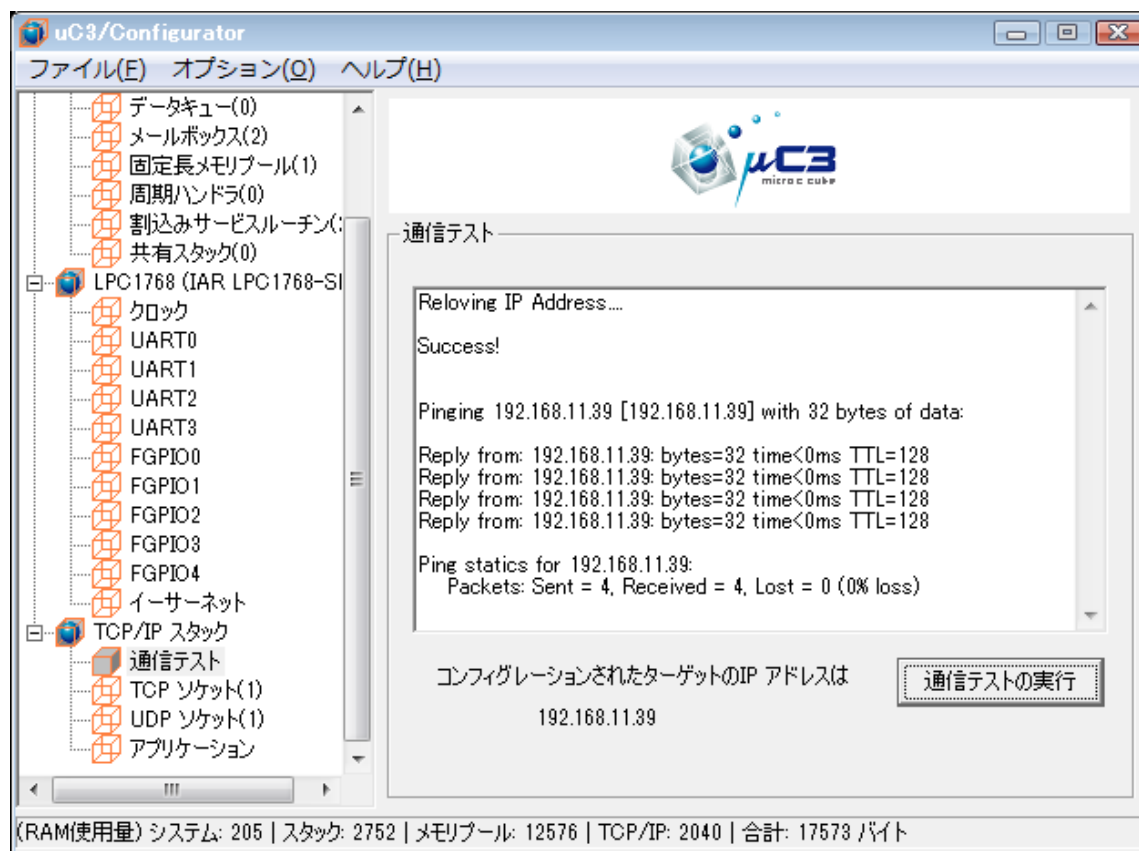 uC3/Configurator
ファイル(F) オプション(O) ヘルプ(H)
データキュー(0)
メールボックス(2)
固定長メモリプール(1)
周期ハンドラ(0)
割込みサービスルーチン(
共有スタック(0)
LPC1768 (IAR LPC1768-SI
クロック
UART0
UART1
UART2
UART3
FGPIO0
FGPIO1
FGPIO2
FGPIO3
FGPIO4
イーサーネット
TCP/IP スタック
通信テスト
TCP ソケット(1)
UDP ソケット(1)
アプリケーション
μC3
micro c cube
通信テスト
Reloving IP Address....
Success!
Pinging 192.168.11.39 [192.168.11.39] with 32 bytes of data:
Reply from: 192.168.11.39: bytes=32 time<0ms TTL=128
Reply from: 192.168.11.39: bytes=32 time<0ms TTL=128
Reply from: 192.168.11.39: bytes=32 time<0ms TTL=128
Reply from: 192.168.11.39: bytes=32 time<0ms TTL=128
Ping statics for 192.168.11.39:
Packets: Sent = 4, Received = 4, Lost = 0 (0% loss)
コンフィグレーションされたターゲットのIP アドレスは
192.168.11.39
通信テストの実行
(RAM使用量) システム: 205 | スタック: 2752 | メモリプール: 12576 | TCP/IP: 2040 | 合計: 17573 バイト